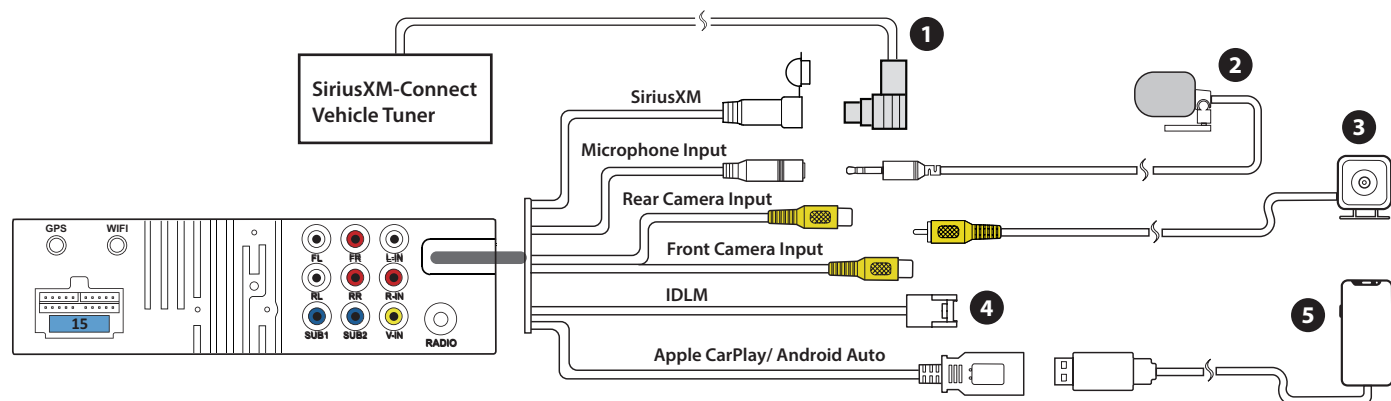 1
2
SiriusXM-Connect
Vehicle Tuner
SiriusXM
3
Microphone Input
Rear Camera Input
GPS
WIFI
FL
FR
L-IN
Front Camera Input
RL
RR
R-IN
IDLM
4
5
15
SUB1
SUB2
V-IN
RADIO
Apple CarPlay/ Android Auto